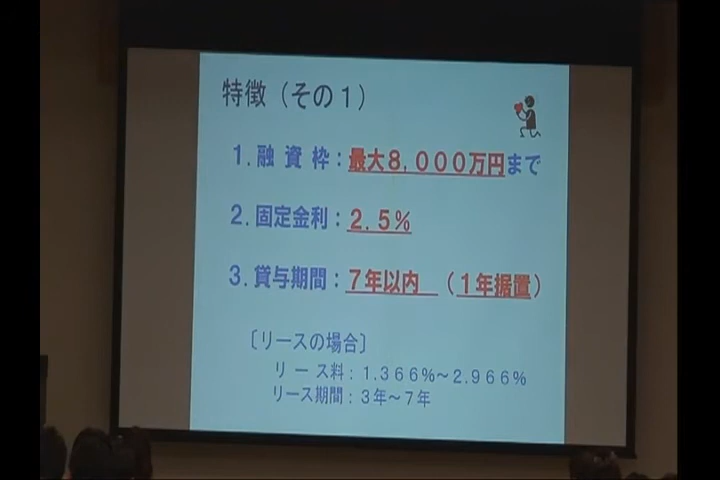 特徴(その1)
1.融資枠:最大8,000万円まで
2.固定金利:2.5%
3.貸与期間:7年以内 (1年据置)
〔リースの場合〕
リース料:1.366%~2.966%
リース期間:3年~7年